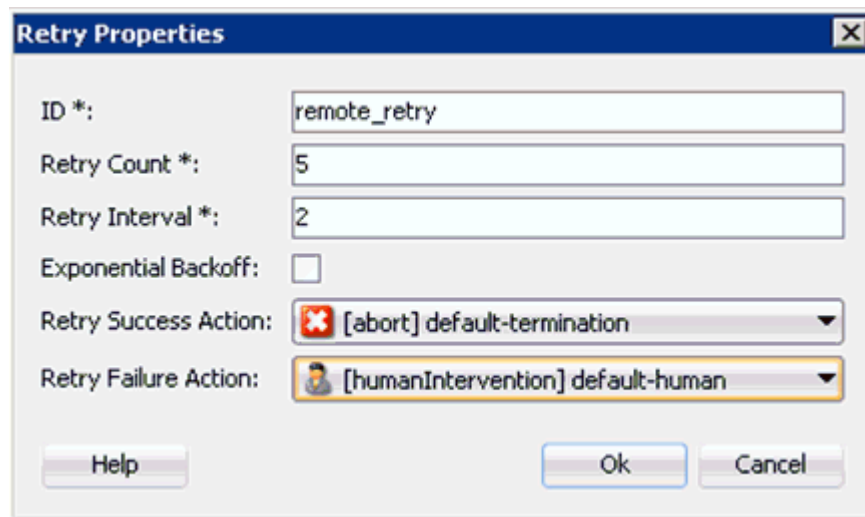 Retry Properties
ID *:
remote_retry
Retry Count *:
5
Retry Interval *:
2
Exponential Backoff:
Retry Success Action:
[abort] default-termination
Retry Failure Action:
[humanIntervention] default-human
Help
Ok
Cancel